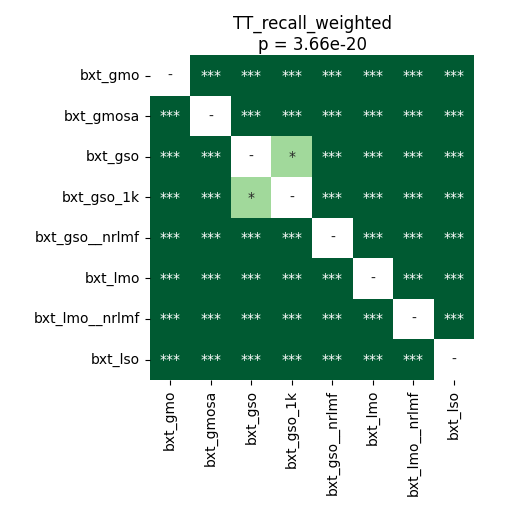 TT_recall_weighted
p = 3.66e-20
bxt_gmo - *** *** *** *** *** *** ***
bxt_gmosa *** - *** *** *** *** *** ***
bxt_gso *** *** - * *** *** *** ***
bxt_gso_1k *** *** * - *** *** *** ***
bxt_gso__nrlmf *** *** *** *** - *** *** ***
bxt_lmo *** *** *** *** *** - *** ***
bxt_lmo__nrlmf *** *** *** *** *** *** - ***
bxt_lso *** *** *** *** *** *** *** -
bxt_gmo
bxt_gmosa
bxt_gso
bxt_gso_1k
bxt_gso__nrlmf
bxt_lmo
bxt_lmo__nrlmf
bxt_lso